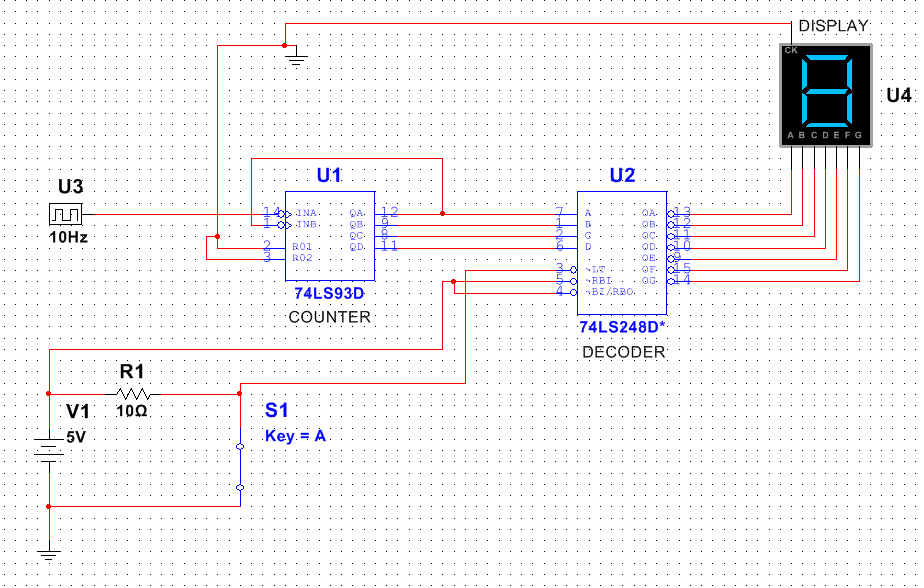 DISPLAY
CK
U4
A B C D E F G
U3
10Hz
U1
14 INA QA 12
1 INB QB 9
QC 8
2 R01 QD 11
3 R02
74LS93D
COUNTER
U2
7 A QA 13
1 B QB 12
2 C QC 11
6 D QD 10
QE 9
3 ~LT QF 15
5 ~RBI QG 14
4 ~BI/RBO
74LS248D*
DECODER
R1
10Ω
V1
5V
S1
Key = A